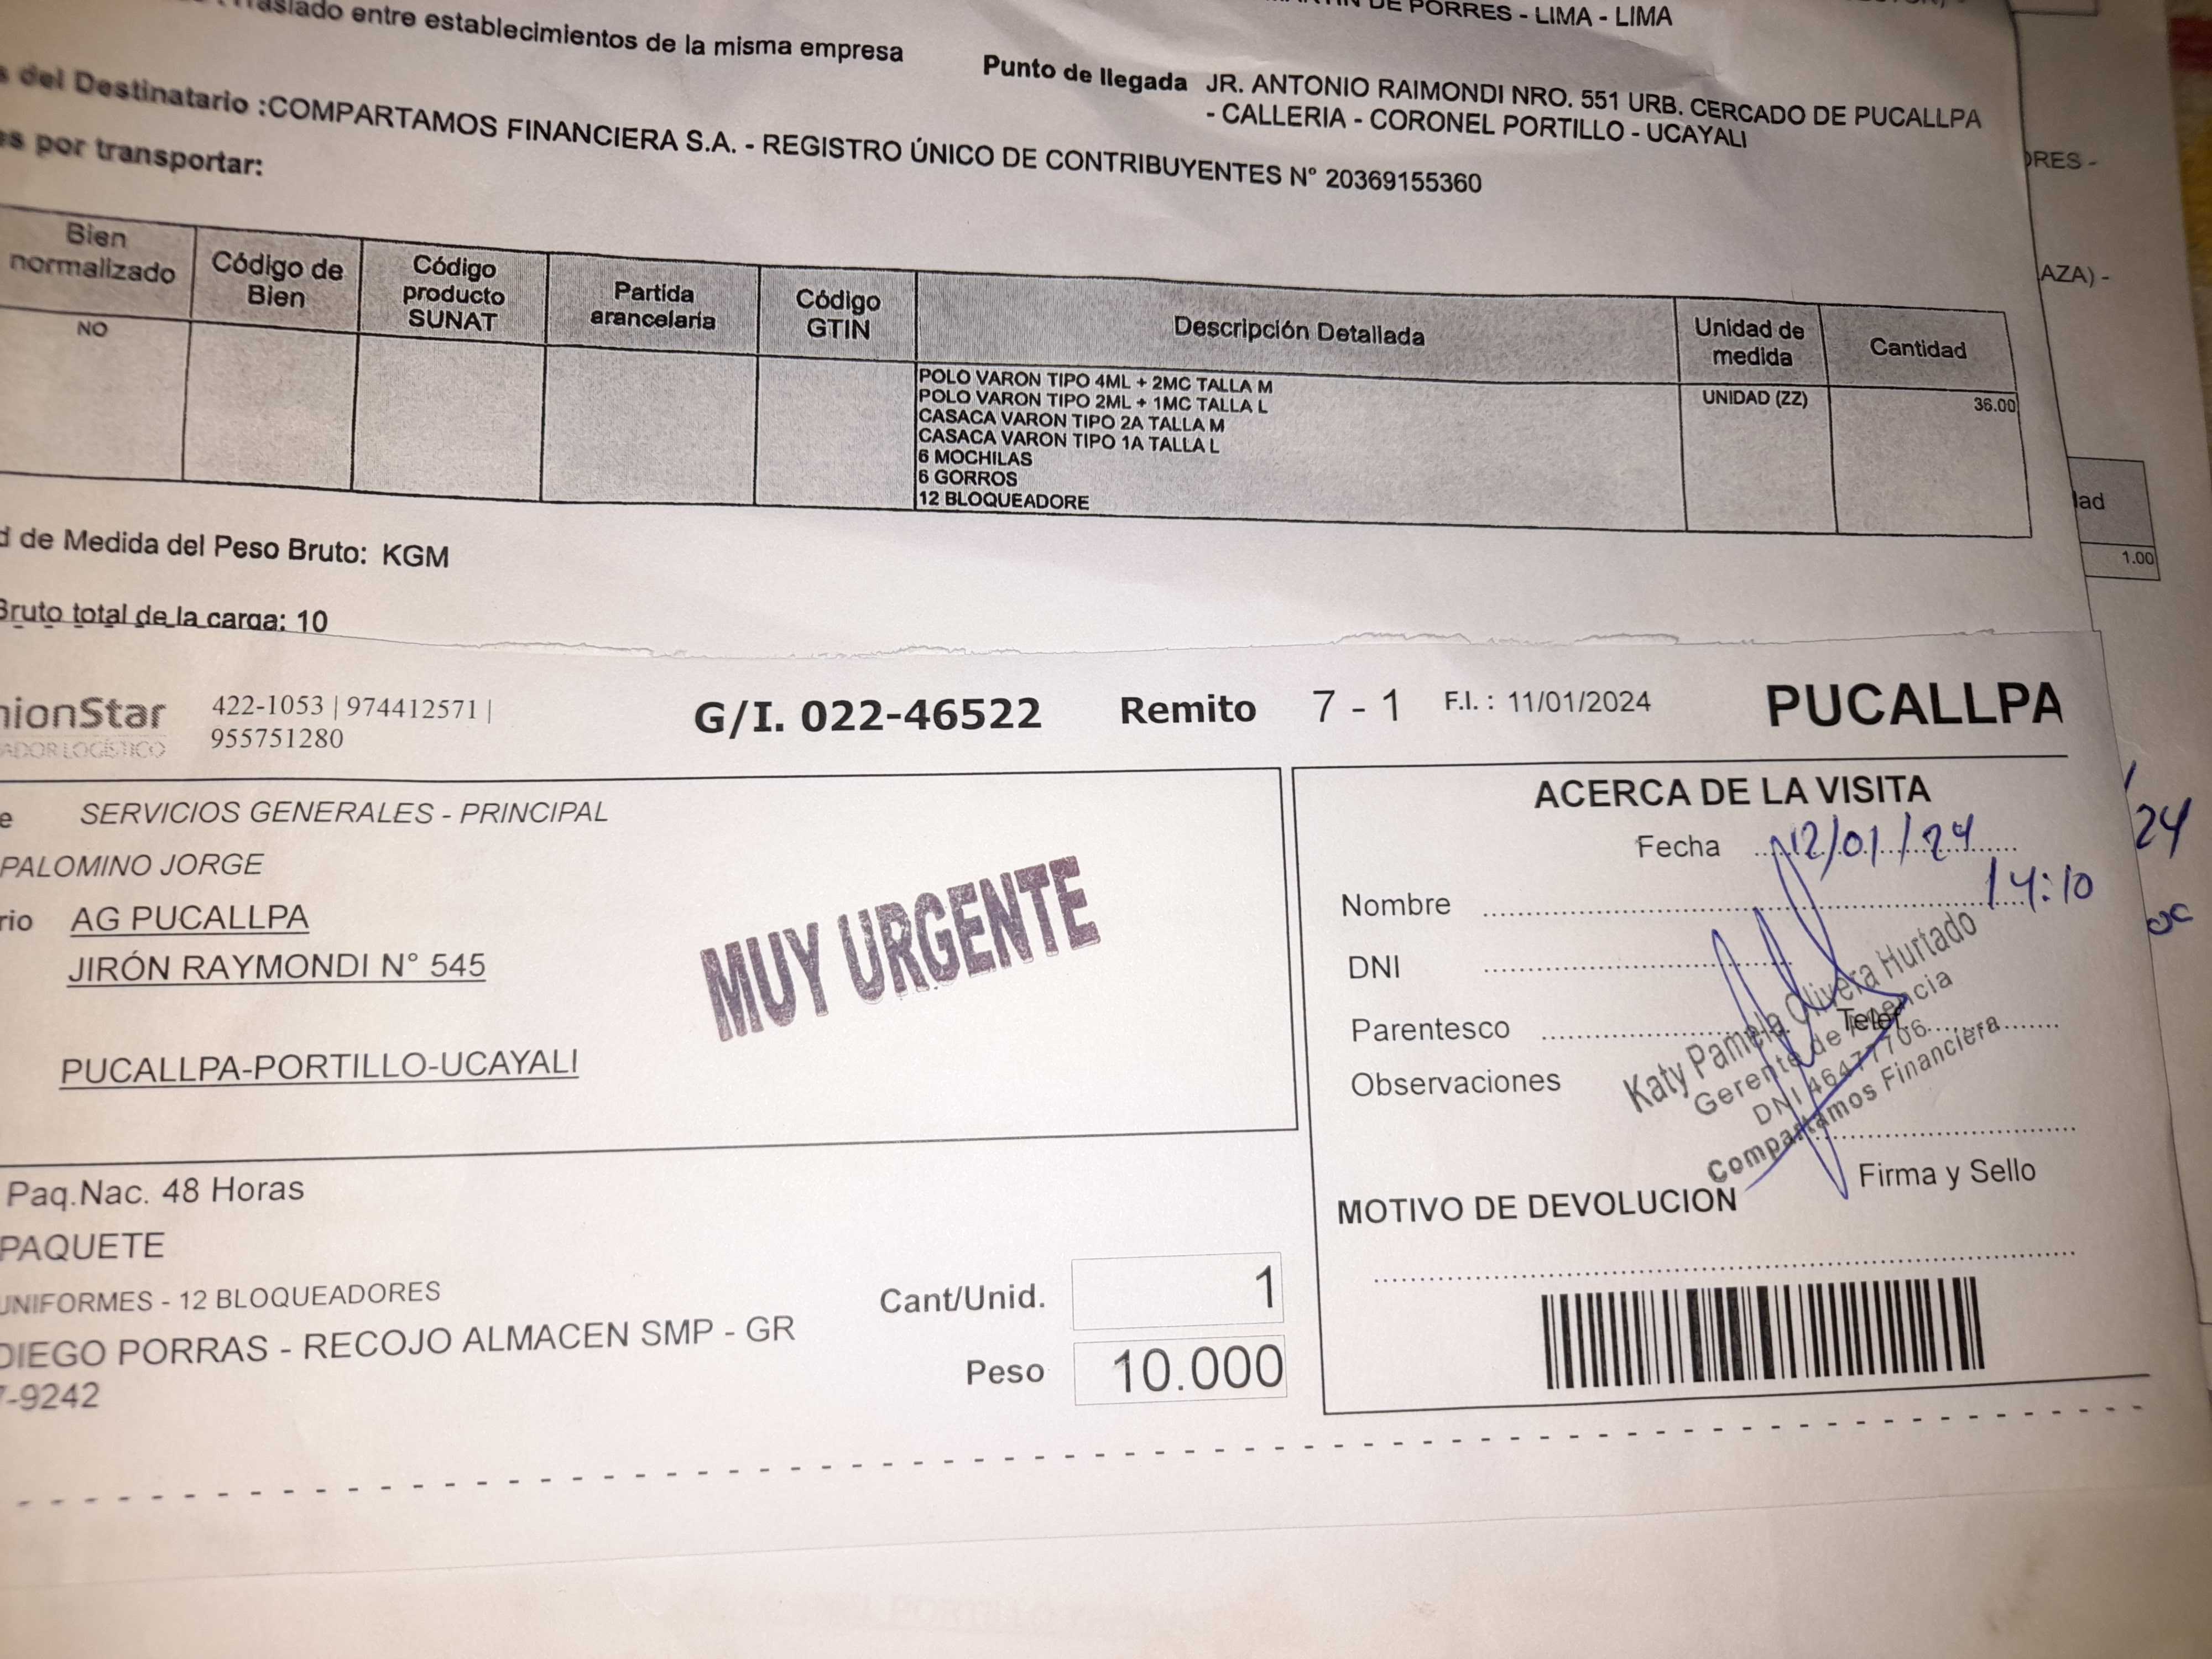 Traslado entre establecimientos de la misma empresa
DE PORRES - LIMA - LIMA
Punto de llegada JR. ANTONIO RAIMONDI NRO. 551 URB. CERCADO DE PUCALLPA
- CALLERIA - CORONEL PORTILLO - UCAYALI
del Destinatario :COMPARTAMOS FINANCIERA S.A. - REGISTRO ÚNICO DE CONTRIBUYENTES N° 20369155360
por transportar:
Bien normalizado
Código de Bien
Código producto SUNAT
Partida arancelaria
Código GTIN
Descripción Detallada
Unidad de medida
Cantidad
NO
POLO VARON TIPO 4ML + 2MC TALLA M
POLO VARON TIPO 2ML + 1MC TALLA L
CASACA VARON TIPO 2A TALLA M
CASACA VARON TIPO 1A TALLA L
6 MOCHILAS
6 GORROS
12 BLOQUEADORE
UNIDAD (ZZ)
36.00
de Medida del Peso Bruto: KGM
Bruto total de la carga: 10
RES -
AZA) -
dad
1.00
nionStar
ADOR LOGÍSTICO
422-1053 | 974412571 |
955751280
G/I. 022-46522
Remito 7 - 1
F.I. : 11/01/2024
PUCALLPA
SERVICIOS GENERALES - PRINCIPAL
PALOMINO JORGE
rio AG PUCALLPA
JIRÓN RAYMONDI N° 545
PUCALLPA-PORTILLO-UCAYALI
MUY URGENTE
Paq.Nac. 48 Horas
PAQUETE
UNIFORMES - 12 BLOQUEADORES
DIEGO PORRAS - RECOJO ALMACEN SMP - GR
-9242
Cant/Unid. 1
Peso 10.000
ACERCA DE LA VISITA
Fecha 12/01/24
14:10
Nombre
DNI
Parentesco
Telef.
Observaciones
Katy Pamela Olivera Hurtado
Gerente de Agencia
DNI 46477706
Compartamos Financiera
Firma y Sello
MOTIVO DE DEVOLUCION
24